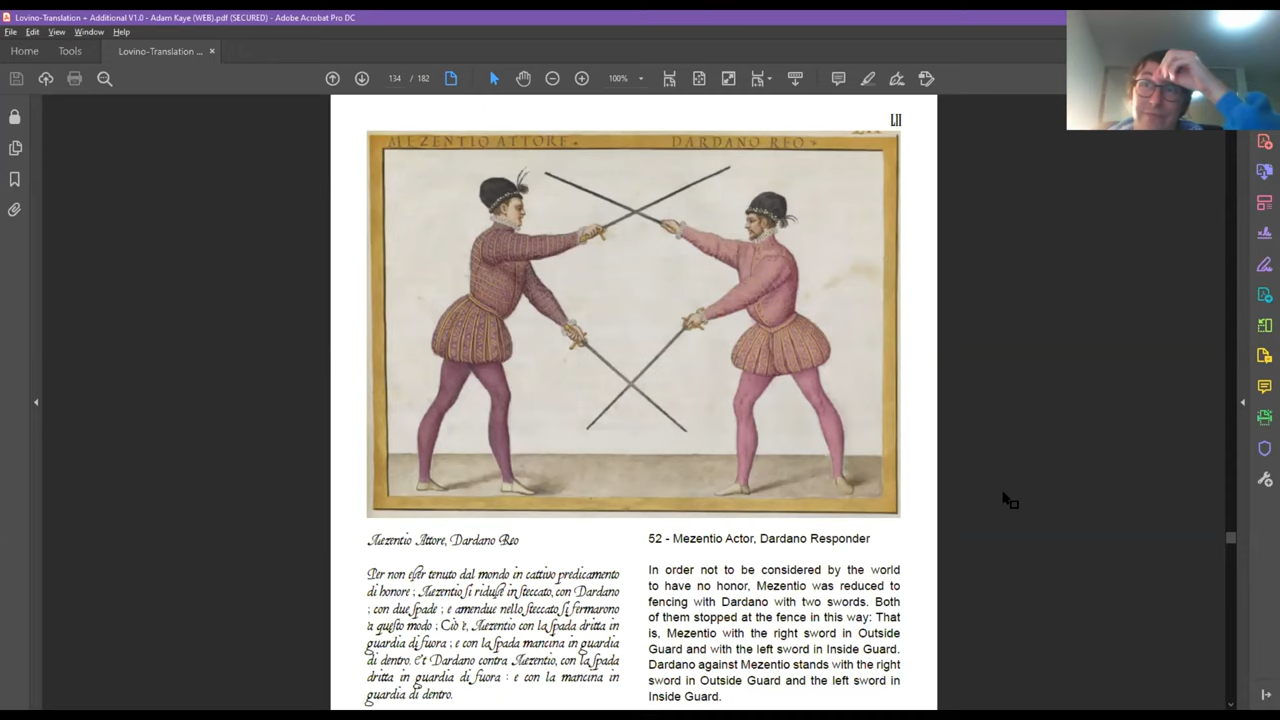 Lovino-Translation + Additional V1.0 - Adam Kaye (WEB).pdf (SECURED) - Adobe Acrobat Pro DC
File Edit View Window Help
Home Tools Lovino-Translation ... ×
134 / 182 100%
LII
MEZENTIO ATTORE. DARDANO REO
Mezentio Attore, Dardano Reo
Per non esser tenuto dal mondo in cattivo predicamento
di honore ; Mezentio si riduse in steccato, con Dardano
; con due spade ; e amendue nello steccato si fermarono
à questo modo ; Ciò è, Mezentio con la spada dritta in
guardia di fuora ; e con la spada mancina in guardia
di dentro. E't Dardano contra Mezentio, con la spada
dritta in guardia di fuora : e con la mancina in
guardia di dentro.
52 - Mezentio Actor, Dardano Responder
In order not to be considered by the world
to have no honor, Mezentio was reduced to
fencing with Dardano with two swords. Both
of them stopped at the fence in this way: That
is, Mezentio with the right sword in Outside
Guard and with the left sword in Inside Guard.
Dardano against Mezentio stands with the right
sword in Outside Guard and the left sword in
Inside Guard.